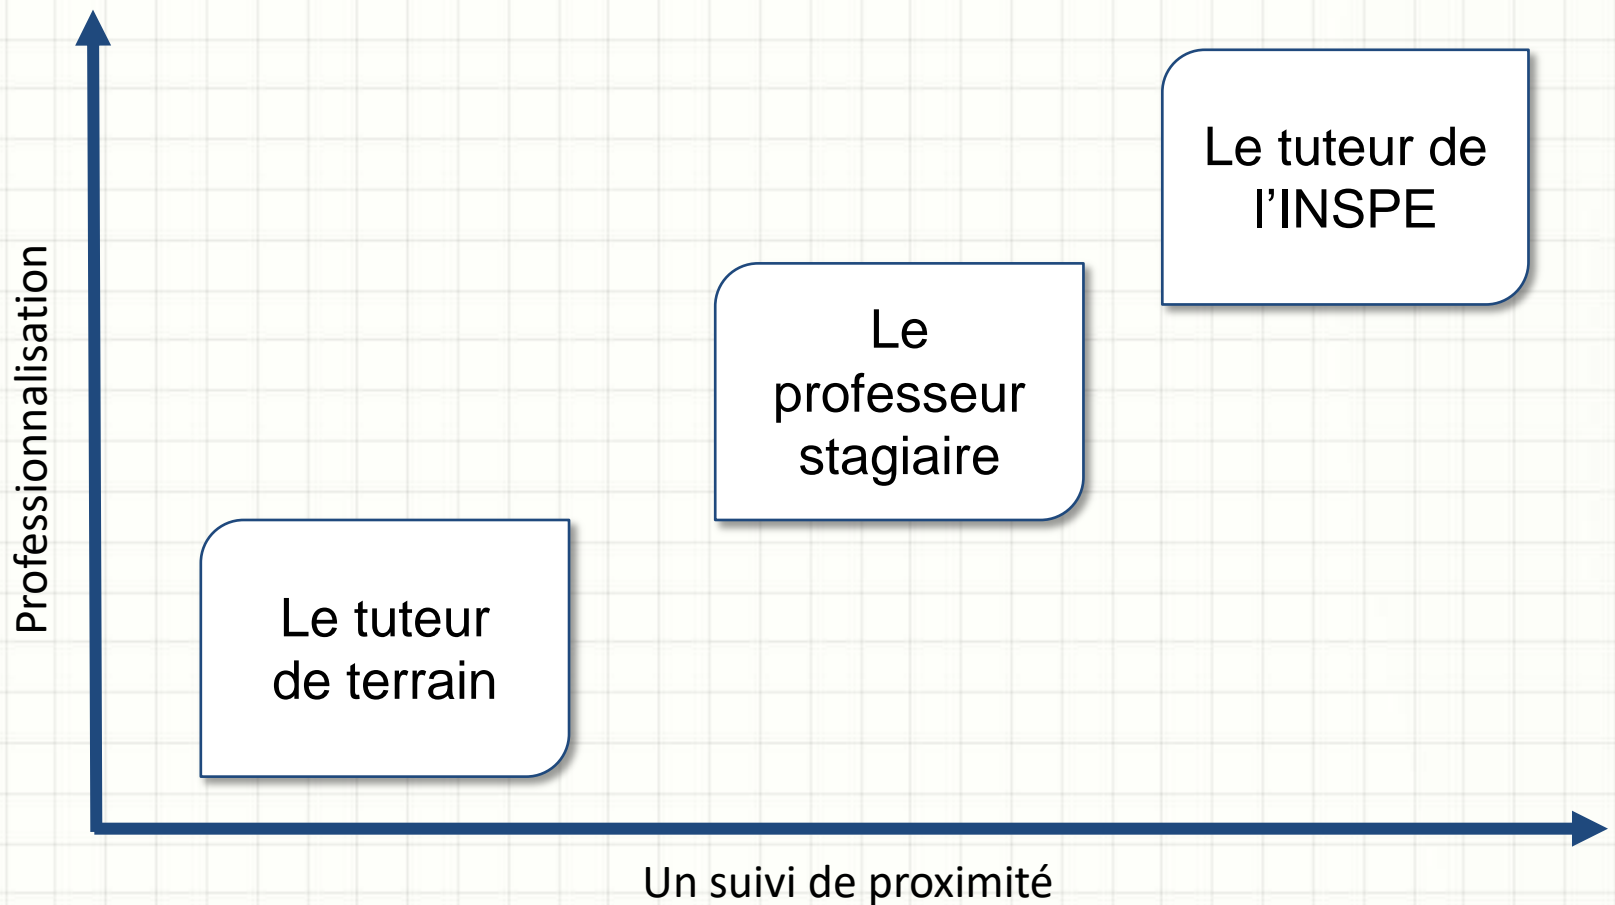 Professionnalisation
Le tuteur de
l’INSPE
Le
professeur
stagiaire
Le tuteur
de terrain
Un suivi de proximité